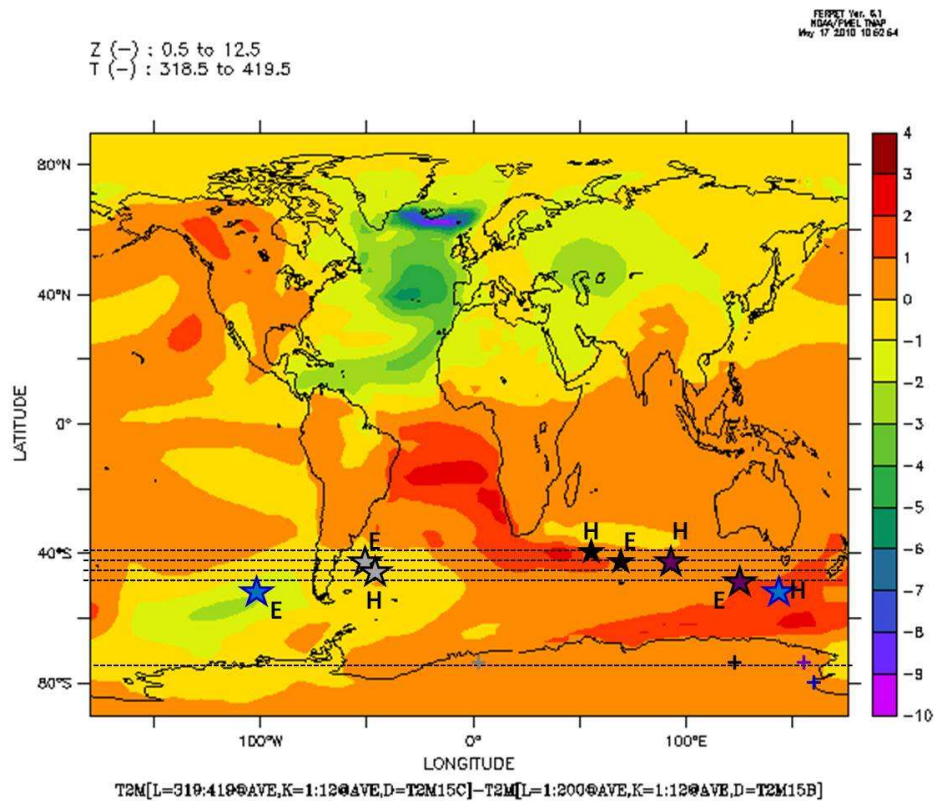 FERRET Ver. 6.1
NOAA/PMEL TMAP
May 17 2010 10:52:54
Z (-) : 0.5 to 12.5
T (-) : 318.5 to 419.5
80°N
40°N
0°
40°S
80°S
LATITUDE
100°W
0°
100°E
LONGITUDE
4
3
2
1
0
-1
-2
-3
-4
-5
-6
-7
-8
-9
-10
H
E
H
E
H
E
E
H
T2M[L=319:419@AVE,K=1:12@AVE,D=T2M15C]-T2M[L=1:200@AVE,K=1:12@AVE,D=T2M15B]